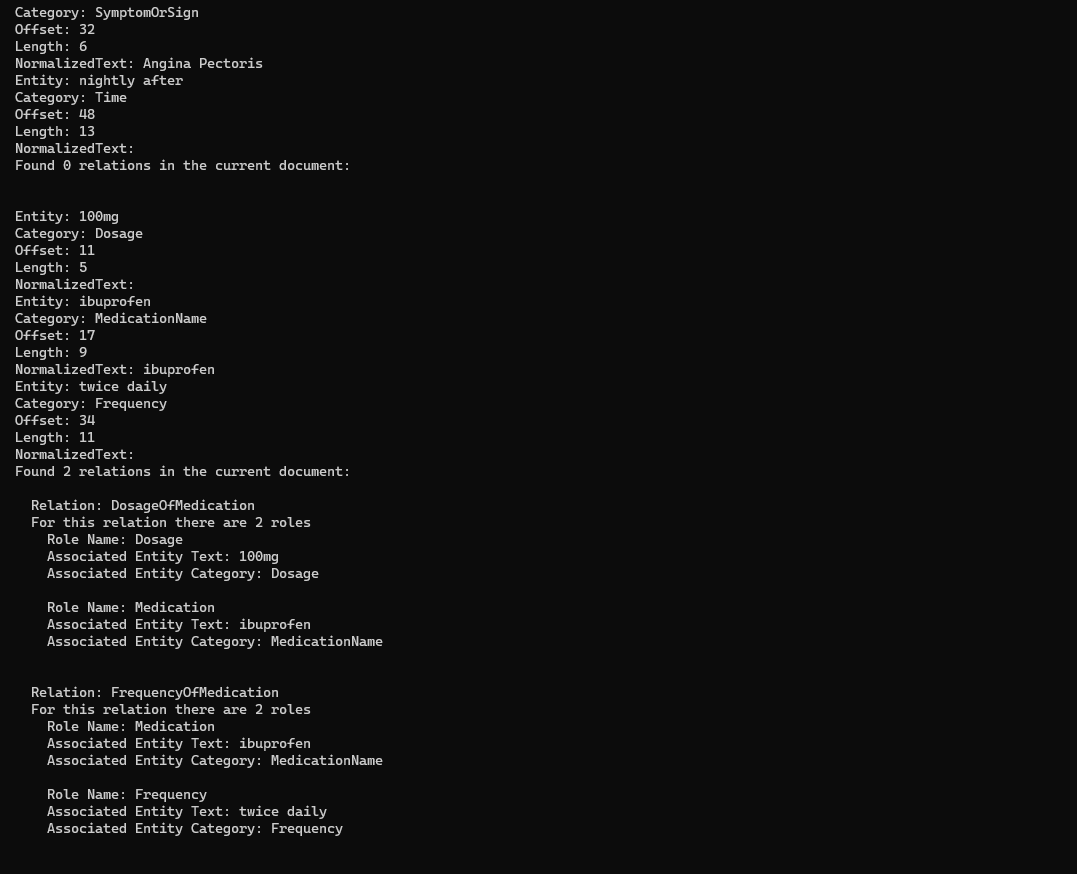 Category: SymptomOrSign
Offset: 32
Length: 6
NormalizedText: Angina Pectoris
Entity: nightly after
Category: Time
Offset: 48
Length: 13
NormalizedText:
Found 0 relations in the current document:
Entity: 100mg
Category: Dosage
Offset: 11
Length: 5
NormalizedText:
Entity: ibuprofen
Category: MedicationName
Offset: 17
Length: 9
NormalizedText: ibuprofen
Entity: twice daily
Category: Frequency
Offset: 34
Length: 11
NormalizedText:
Found 2 relations in the current document:
Relation: DosageOfMedication
For this relation there are 2 roles
Role Name: Dosage
Associated Entity Text: 100mg
Associated Entity Category: Dosage
Role Name: Medication
Associated Entity Text: ibuprofen
Associated Entity Category: MedicationName
Relation: FrequencyOfMedication
For this relation there are 2 roles
Role Name: Medication
Associated Entity Text: ibuprofen
Associated Entity Category: MedicationName
Role Name: Frequency
Associated Entity Text: twice daily
Associated Entity Category: Frequency